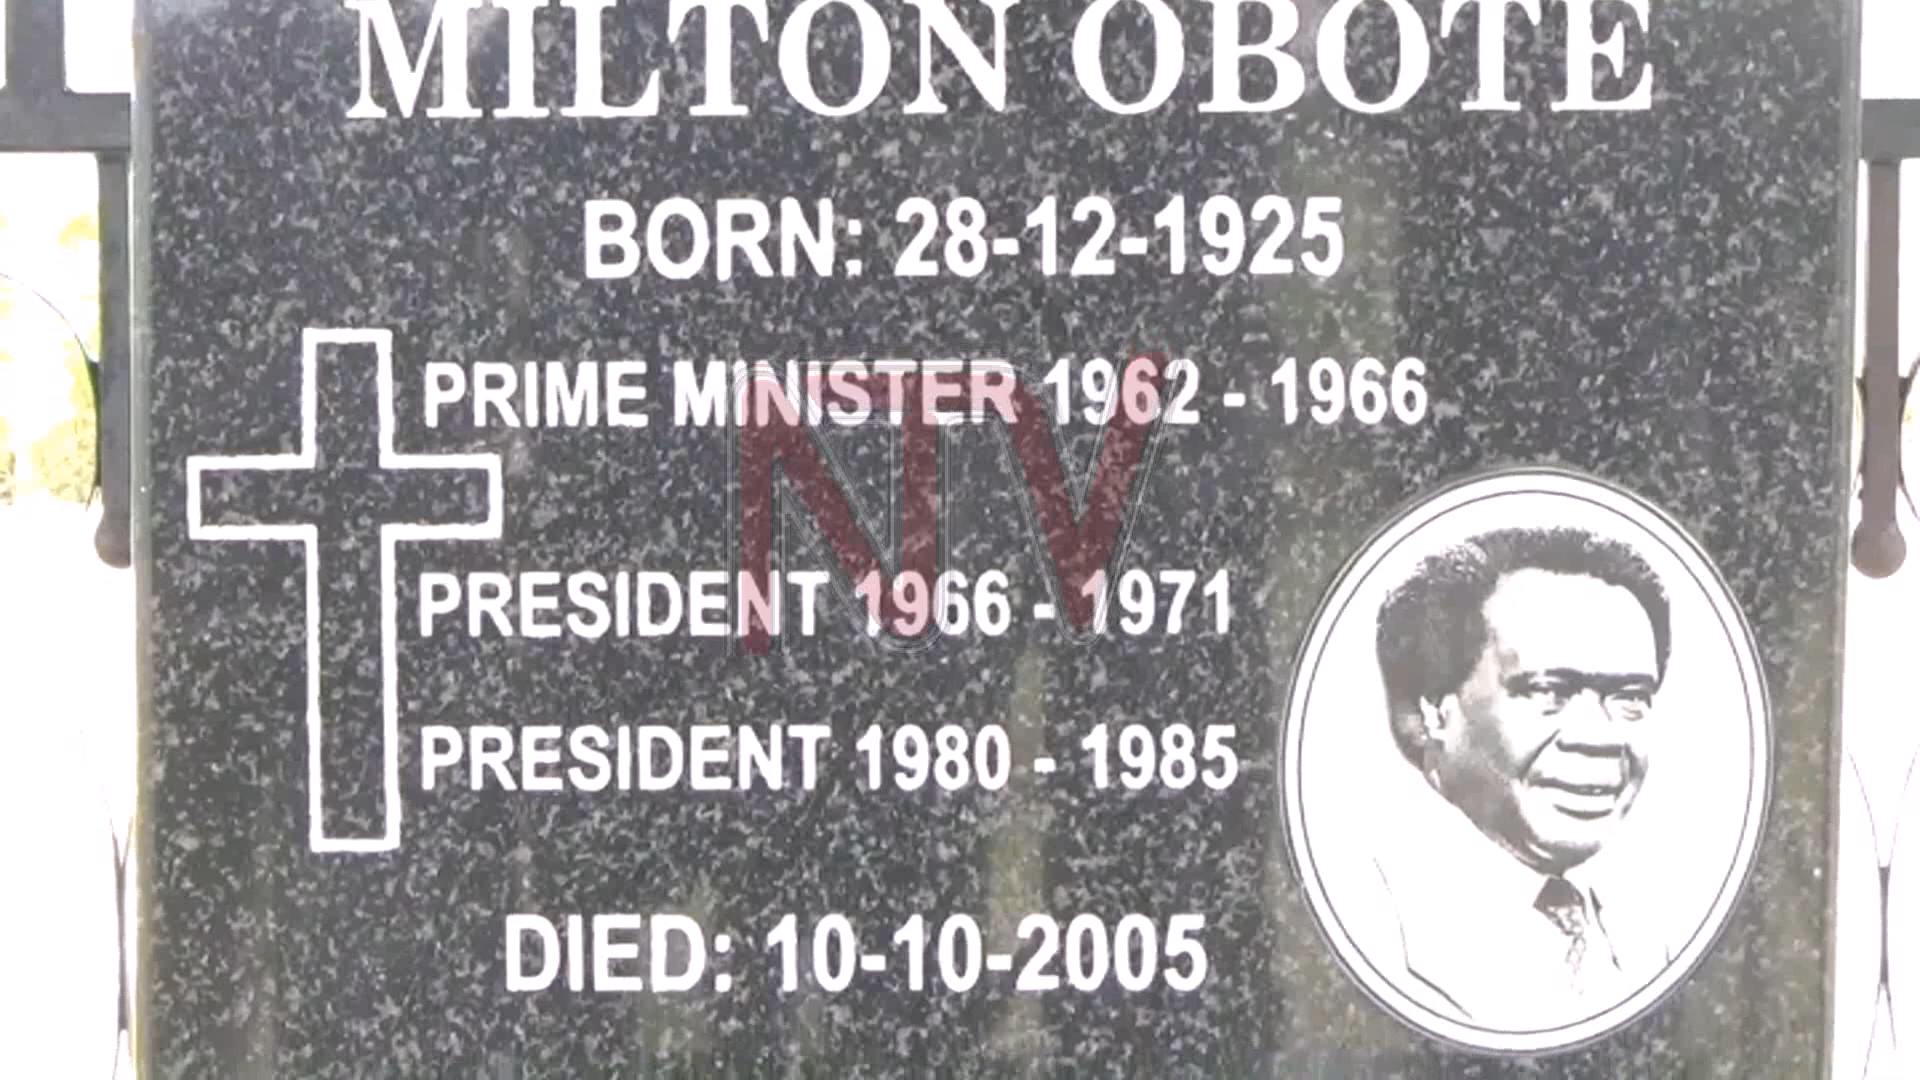 MILTON OBOTE
BORN: 28-12-1925
PRIME MINISTER 1962 - 1966
NTV
PRESIDENT 1966 - 1971
PRESIDENT 1980 - 1985
DIED: 10-10-2005